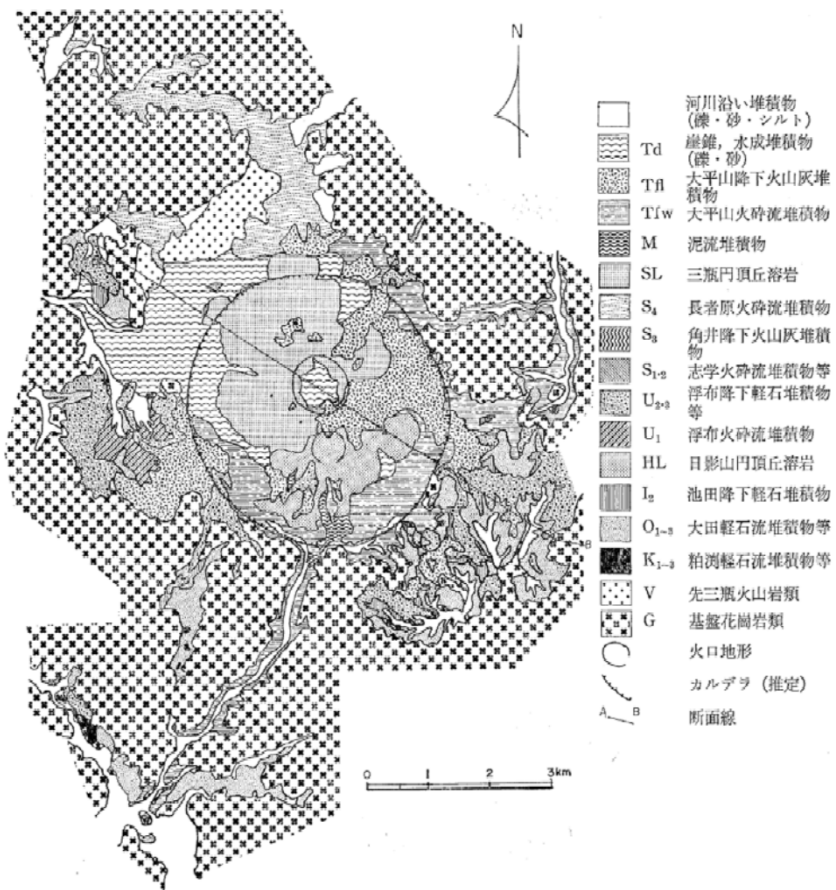 N
河川沿い堆積物
(礫・砂・シルト)
Td 崖錐,水成堆積物
(礫・砂)
Tfl 大平山降下火山灰堆
積物
Tfw 大平山火砕流堆積物
M 泥流堆積物
SL 三瓶円頂丘溶岩
S4 長者原火砕流堆積物
S3 角井降下火山灰堆積
物
S1・2 志学火砕流堆積物等
U2・3 浮布降下軽石堆積物
等
U1 浮布火砕流堆積物
HL 日影山円頂丘溶岩
I2 池田降下軽石堆積物
O1−3 大田軽石流堆積物等
K1−3 粕渕軽石流堆積物等
V 先三瓶火山岩類
G 基盤花崗岩類
火口地形
カルデラ (推定)
A B 断面線
B
0 1 2 3km